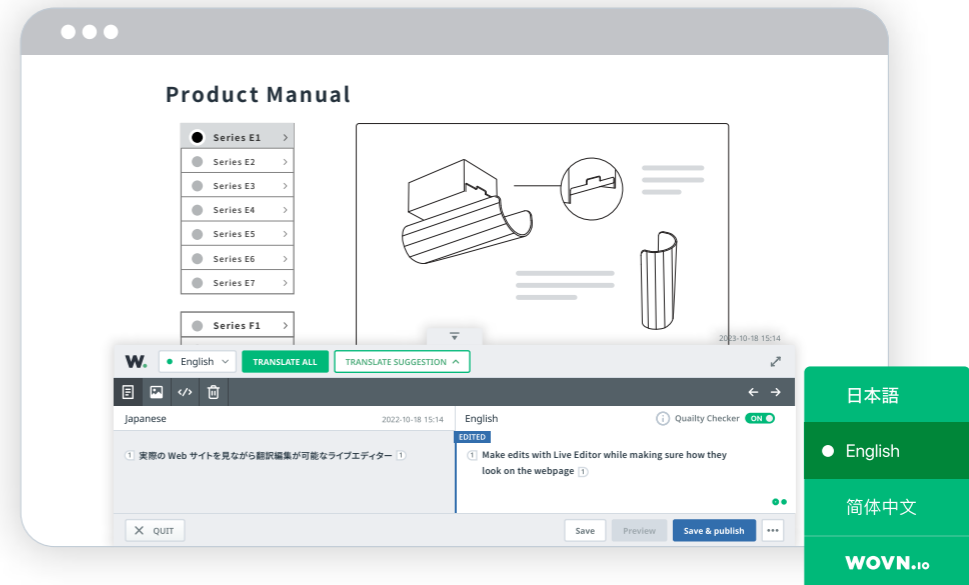 Product Manual
Series E1
Series E2
Series E3
Series E4
Series E5
Series E6
Series E7
Series F1
2023-10-18 15:14
W. English TRANSLATE ALL TRANSLATE SUGGESTION
Japanese 2022-10-18 15:14 English Quailty Checker ON
EDITED
1 実際の Web サイトを見ながら翻訳編集が可能なライブエディター 1
1 Make edits with Live Editor while making sure how they
look on the webpage 1
QUIT Save Preview Save & publish
日本語
English
简体中文
WOVN.io